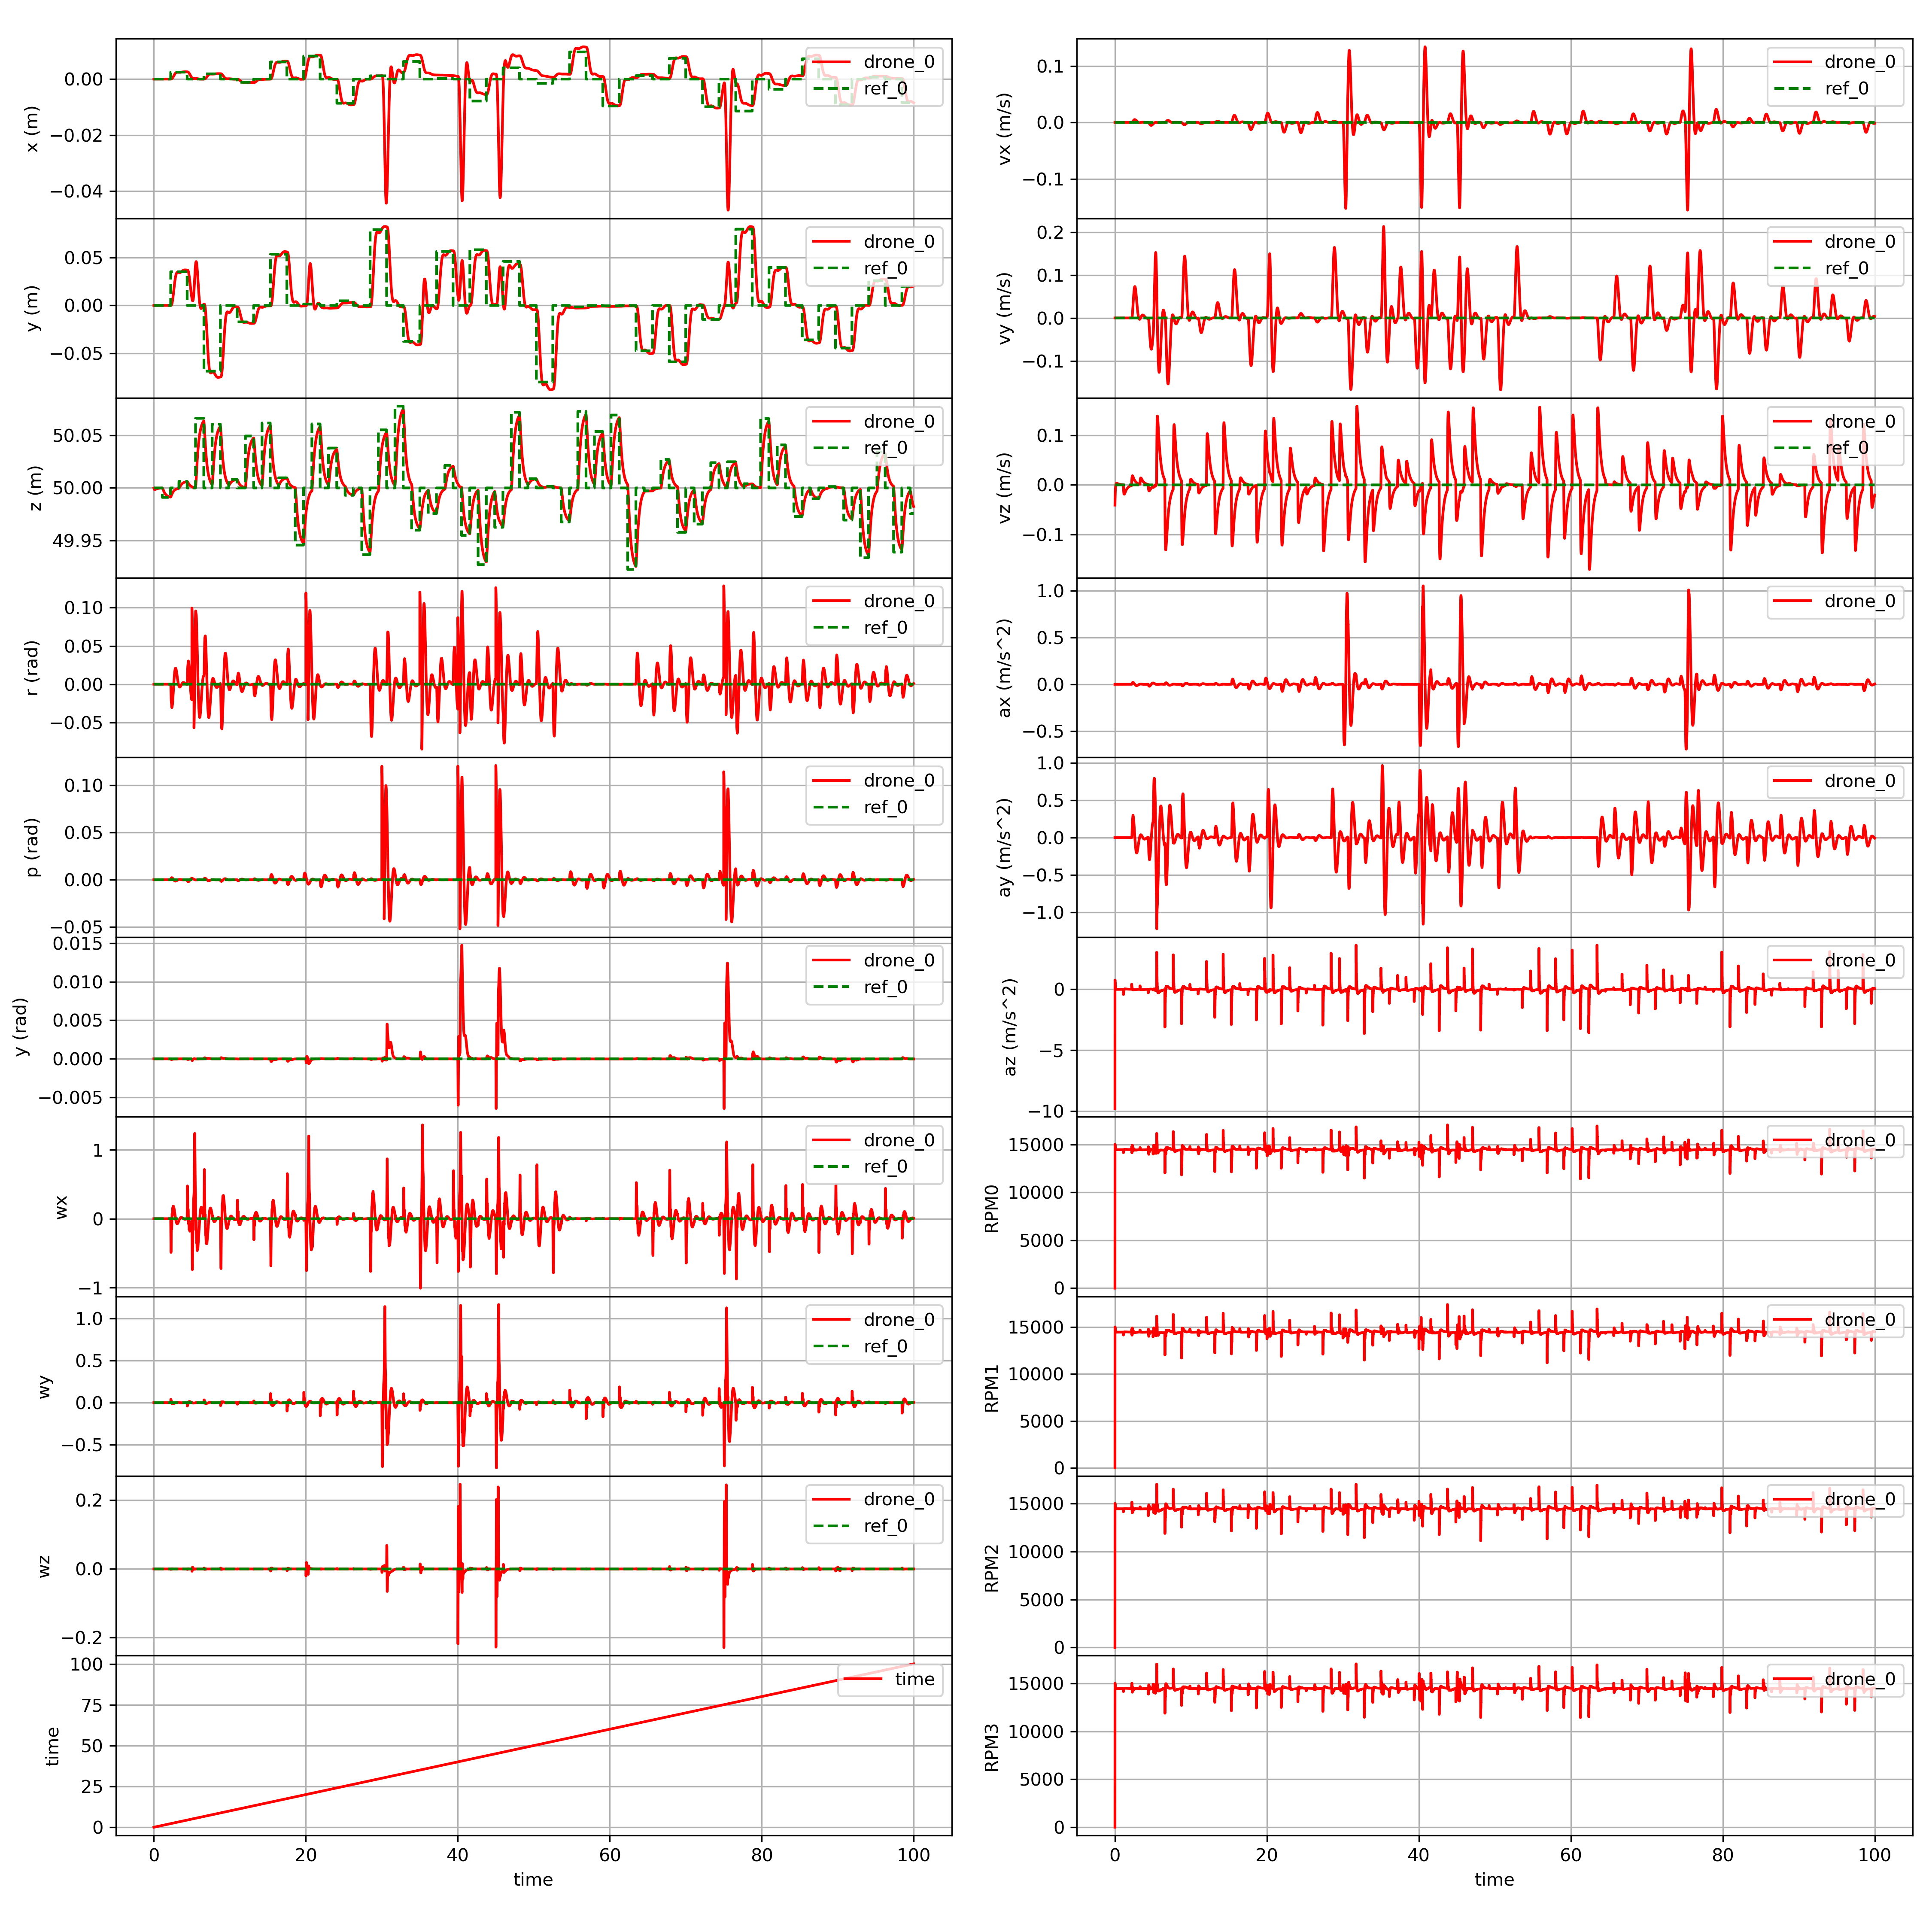 x (m)
0.00
−0.02
−0.04
drone_0
ref_0
y (m)
0.05
0.00
−0.05
drone_0
ref_0
z (m)
50.05
50.00
49.95
drone_0
ref_0
r (rad)
0.10
0.05
0.00
−0.05
drone_0
ref_0
p (rad)
0.10
0.05
0.00
−0.05
drone_0
ref_0
y (rad)
0.015
0.010
0.005
0.000
−0.005
drone_0
ref_0
wx
1
0
−1
drone_0
ref_0
wy
1.0
0.5
0.0
−0.5
drone_0
ref_0
wz
0.2
0.0
−0.2
drone_0
ref_0
time
100
75
50
25
0
time
0 20 40 60 80 100
time
vx (m/s)
0.1
0.0
−0.1
drone_0
ref_0
vy (m/s)
0.2
0.1
0.0
−0.1
drone_0
ref_0
vz (m/s)
0.1
0.0
−0.1
drone_0
ref_0
ax (m/s^2)
1.0
0.5
0.0
−0.5
drone_0
ay (m/s^2)
1.0
0.5
0.0
−0.5
−1.0
drone_0
az (m/s^2)
0
−5
−10
drone_0
RPM0
15000
10000
5000
0
drone_0
RPM1
15000
10000
5000
0
drone_0
RPM2
15000
10000
5000
0
drone_0
RPM3
15000
10000
5000
0
drone_0
0 20 40 60 80 100
time